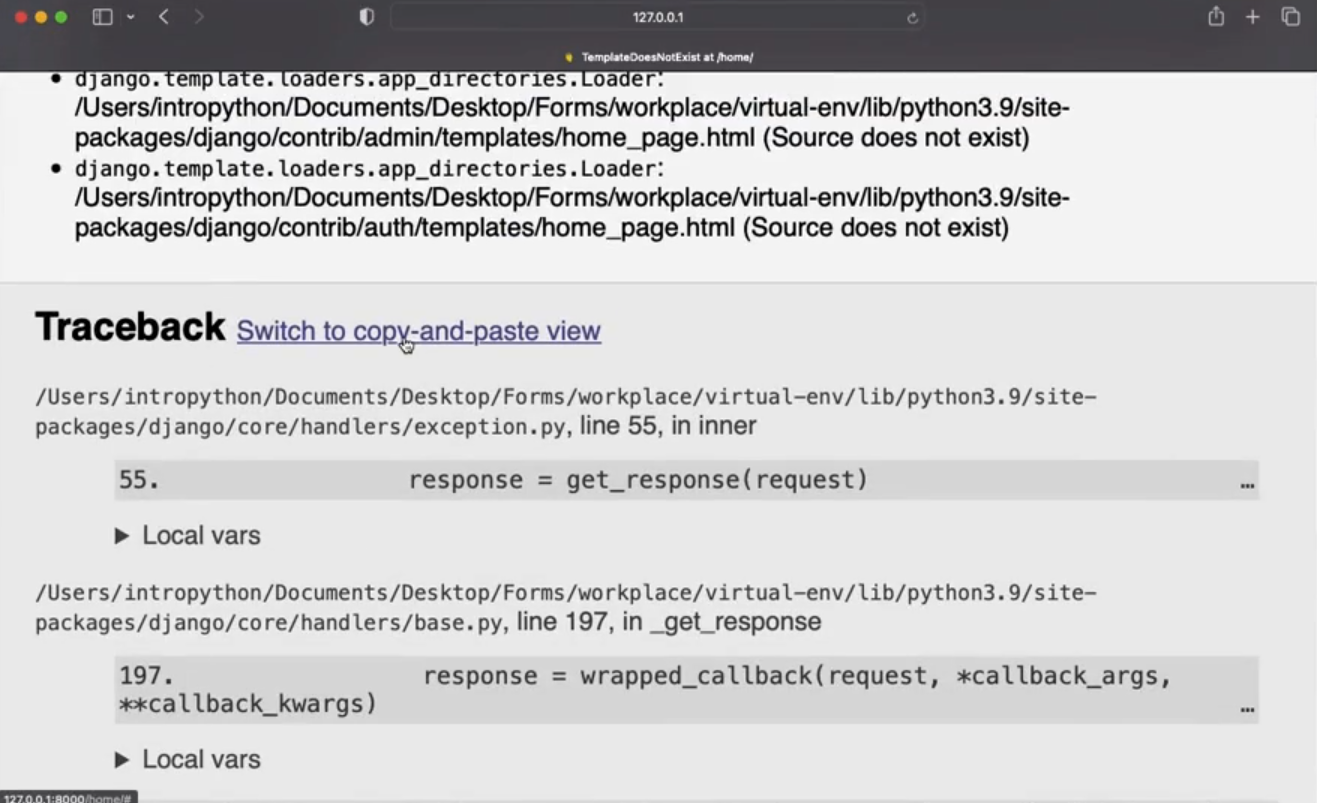 127.0.0.1
TemplateDoesNotExist at /home/
• django.template.loaders.app_directories.Loader:
/Users/intropython/Documents/Desktop/Forms/workplace/virtual-env/lib/python3.9/site-
packages/django/contrib/admin/templates/home_page.html (Source does not exist)
• django.template.loaders.app_directories.Loader:
/Users/intropython/Documents/Desktop/Forms/workplace/virtual-env/lib/python3.9/site-
packages/django/contrib/auth/templates/home_page.html (Source does not exist)
Traceback Switch to copy-and-paste view
/Users/intropython/Documents/Desktop/Forms/workplace/virtual-env/lib/python3.9/site-
packages/django/core/handlers/exception.py, line 55, in inner
55. response = get_response(request) …
▶ Local vars
/Users/intropython/Documents/Desktop/Forms/workplace/virtual-env/lib/python3.9/site-
packages/django/core/handlers/base.py, line 197, in _get_response
197. response = wrapped_callback(request, *callback_args,
**callback_kwargs) …
▶ Local vars
127.0.0.1:8000/home/#